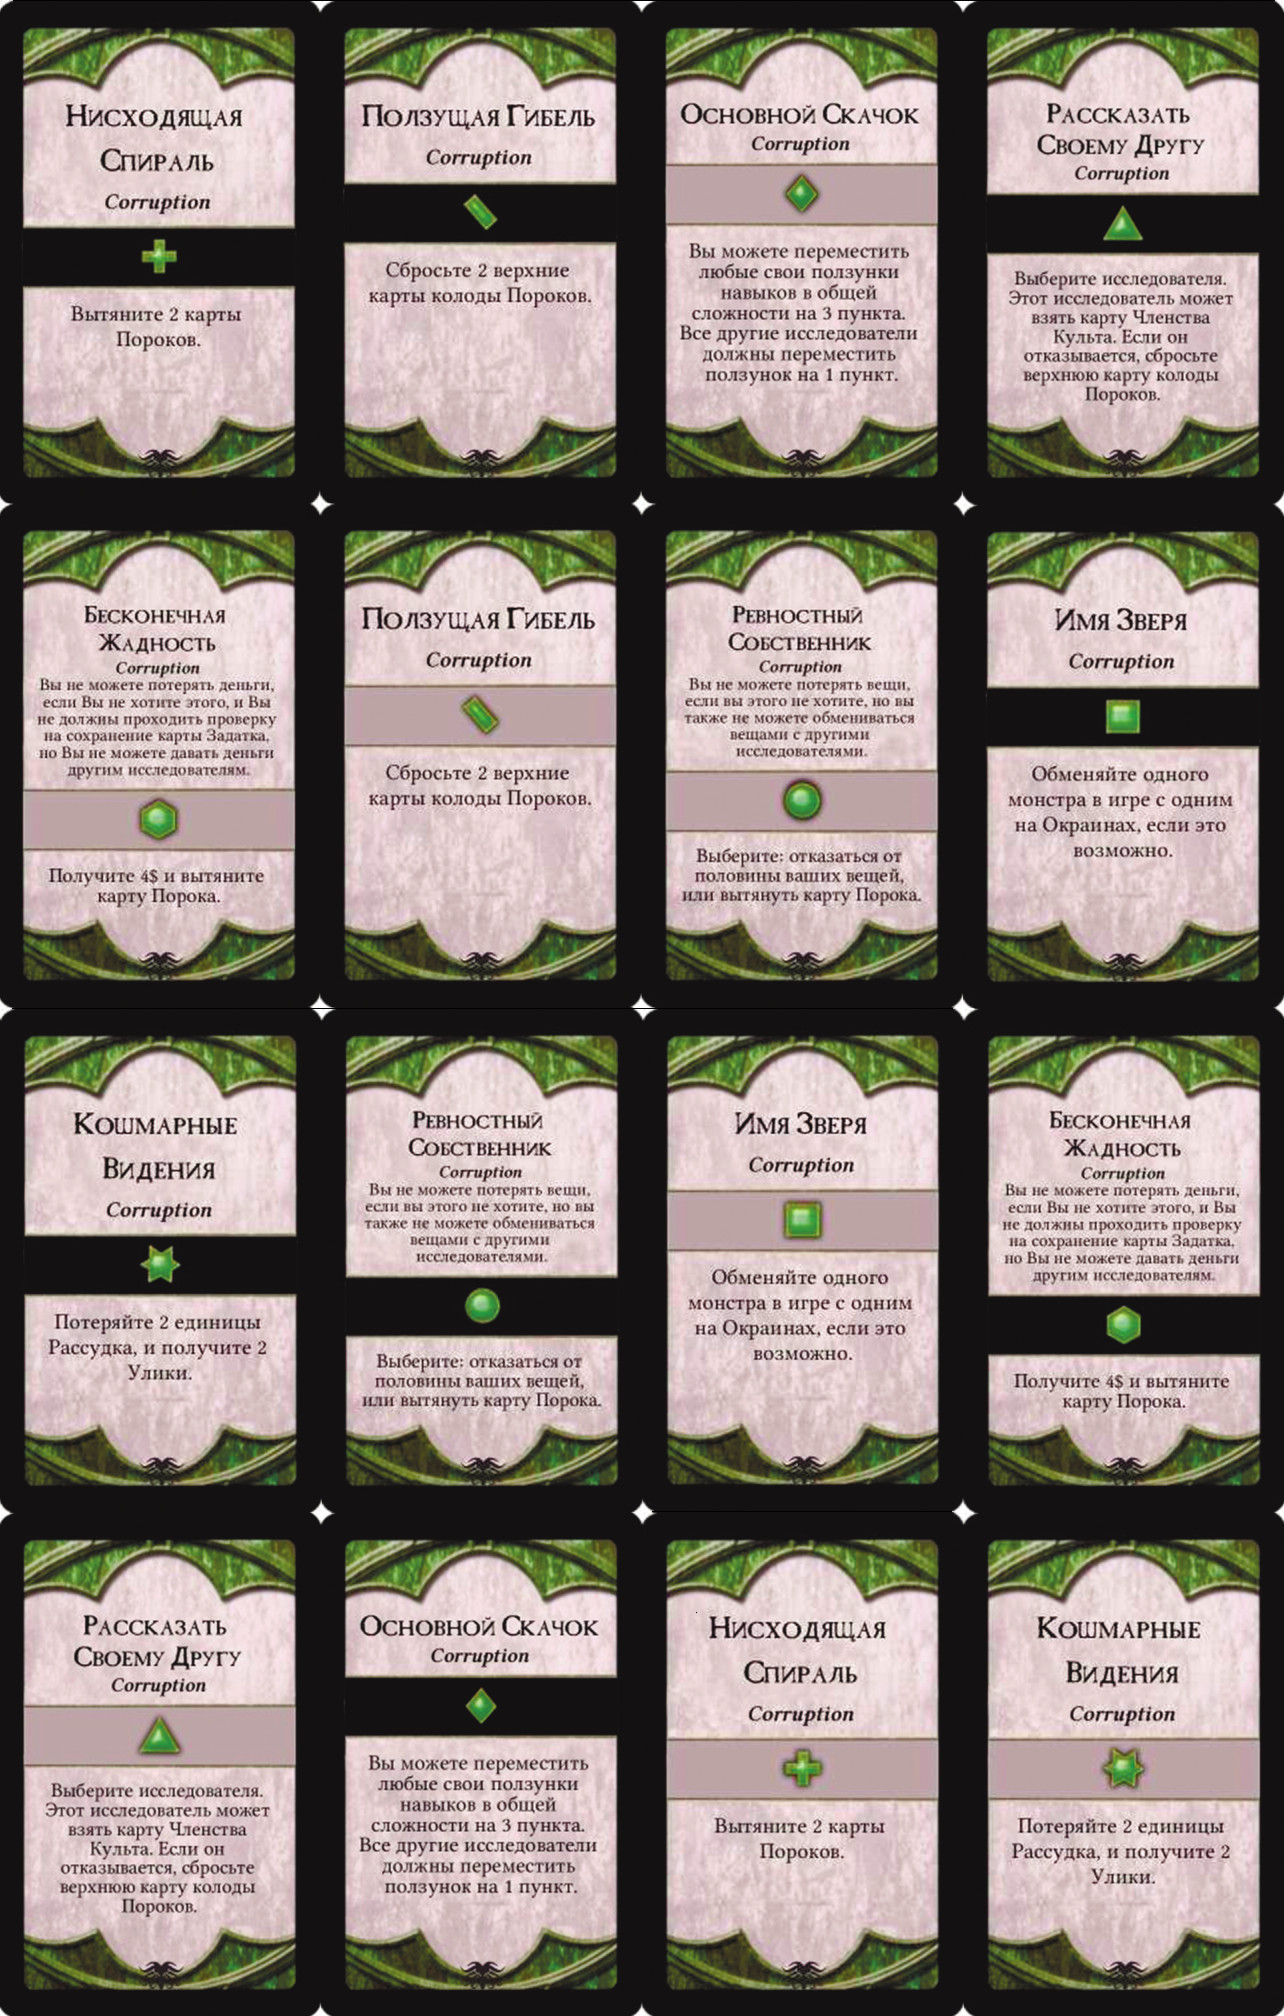 НИСХОДЯЩАЯ
СПИРАЛЬ
Corruption
Вытяните 2 карты
Пороков.
ПОЛЗУЩАЯ ГИБЕЛЬ
Corruption
Сбросьте 2 верхние
карты колоды Пороков.
ОСНОВНОЙ СКАЧОК
Corruption
Вы можете переместить
любые свои ползунки
навыков в общей
сложности на 3 пункта.
Все другие исследователи
должны переместить
ползунок на 1 пункт.
РАССКАЗАТЬ
СВОЕМУ ДРУГУ
Corruption
Выберите исследователя.
Этот исследователь может
взять карту Членства
Культа. Если он
отказывается, сбросьте
верхнюю карту колоды
Пороков.
БЕСКОНЕЧНАЯ
ЖАДНОСТЬ
Corruption
Вы не можете потерять деньги,
если Вы не хотите этого, и Вы
не должны проходить проверку
на сохранение карты Задатка,
но Вы не можете давать деньги
другим исследователям.
Получите 4$ и вытяните
карту Порока.
ПОЛЗУЩАЯ ГИБЕЛЬ
Corruption
Сбросьте 2 верхние
карты колоды Пороков.
РЕВНОСТНЫЙ
СОБСТВЕННИК
Corruption
Вы не можете потерять вещи,
если вы этого не хотите, но вы
также не можете обмениваться
вещами с другими
исследователями.
Выберите: отказаться от
половины ваших вещей,
или вытянуть карту Порока.
ИМЯ ЗВЕРЯ
Corruption
Обменяйте одного
монстра в игре с одним
на Окраинах, если это
возможно.
КОШМАРНЫЕ
ВИДЕНИЯ
Corruption
Потеряйте 2 единицы
Рассудка, и получите 2
Улики.
РЕВНОСТНЫЙ
СОБСТВЕННИК
Corruption
Вы не можете потерять вещи,
если вы этого не хотите, но вы
также не можете обмениваться
вещами с другими
исследователями.
Выберите: отказаться от
половины ваших вещей,
или вытянуть карту Порока.
ИМЯ ЗВЕРЯ
Corruption
Обменяйте одного
монстра в игре с одним
на Окраинах, если это
возможно.
БЕСКОНЕЧНАЯ
ЖАДНОСТЬ
Corruption
Вы не можете потерять деньги,
если Вы не хотите этого, и Вы
не должны проходить проверку
на сохранение карты Задатка,
но Вы не можете давать деньги
другим исследователям.
Получите 4$ и вытяните
карту Порока.
РАССКАЗАТЬ
СВОЕМУ ДРУГУ
Corruption
Выберите исследователя.
Этот исследователь может
взять карту Членства
Культа. Если он
отказывается, сбросьте
верхнюю карту колоды
Пороков.
ОСНОВНОЙ СКАЧОК
Corruption
Вы можете переместить
любые свои ползунки
навыков в общей
сложности на 3 пункта.
Все другие исследователи
должны переместить
ползунок на 1 пункт.
НИСХОДЯЩАЯ
СПИРАЛЬ
Corruption
Вытяните 2 карты
Пороков.
КОШМАРНЫЕ
ВИДЕНИЯ
Corruption
Потеряйте 2 единицы
Рассудка, и получите 2
Улики.